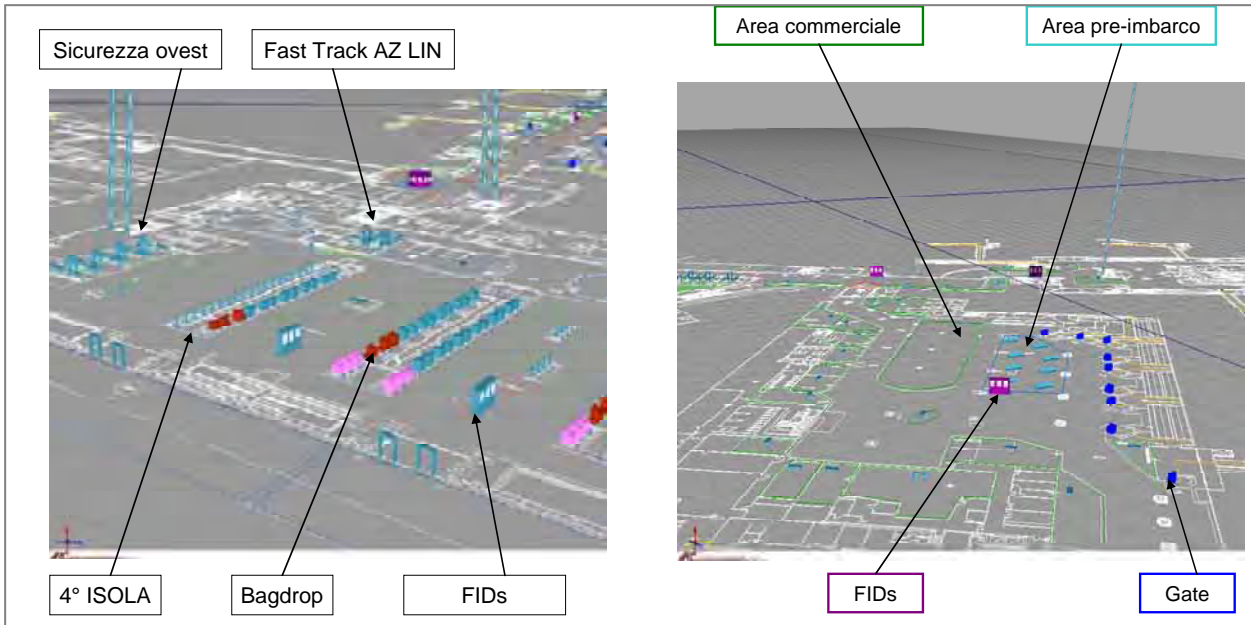 Sicurezza ovest
Fast Track AZ LIN
Area commerciale
Area pre-imbarco
4° ISOLA
Bagdrop
FIDs
FIDs
Gate